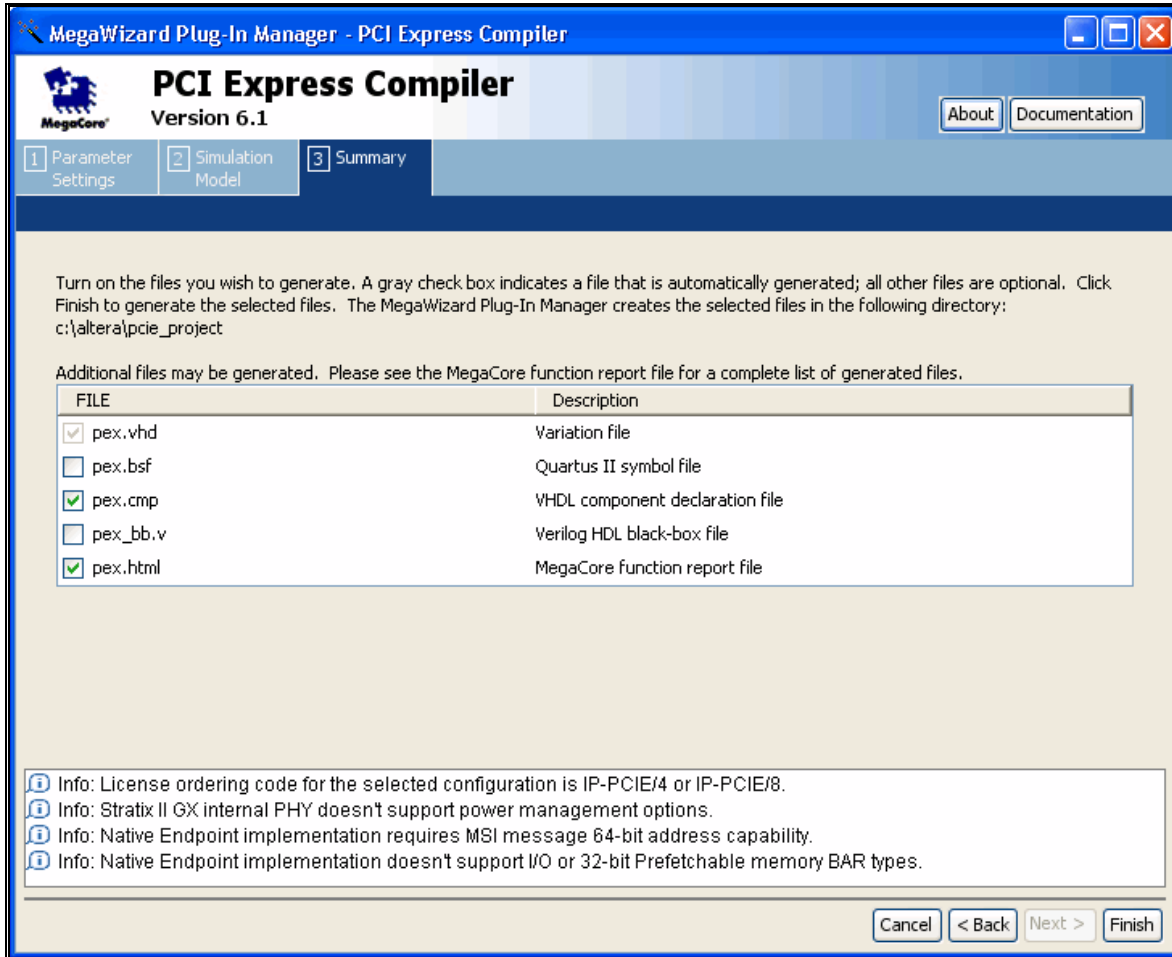 MegaWizard Plug-In Manager - PCI Express Compiler
MegaCore®
PCI Express Compiler
Version 6.1
About
Documentation
1 Parameter Settings
2 Simulation Model
3 Summary
Turn on the files you wish to generate. A gray check box indicates a file that is automatically generated; all other files are optional. Click
Finish to generate the selected files. The MegaWizard Plug-In Manager creates the selected files in the following directory:
c:\altera\pcie_project
Additional files may be generated. Please see the MegaCore function report file for a complete list of generated files.
FILE Description
pex.vhd Variation file
pex.bsf Quartus II symbol file
pex.cmp VHDL component declaration file
pex_bb.v Verilog HDL black-box file
pex.html MegaCore function report file
Info: License ordering code for the selected configuration is IP-PCIE/4 or IP-PCIE/8.
Info: Stratix II GX internal PHY doesn't support power management options.
Info: Native Endpoint implementation requires MSI message 64-bit address capability.
Info: Native Endpoint implementation doesn't support I/O or 32-bit Prefetchable memory BAR types.
Cancel
< Back
Next >
Finish